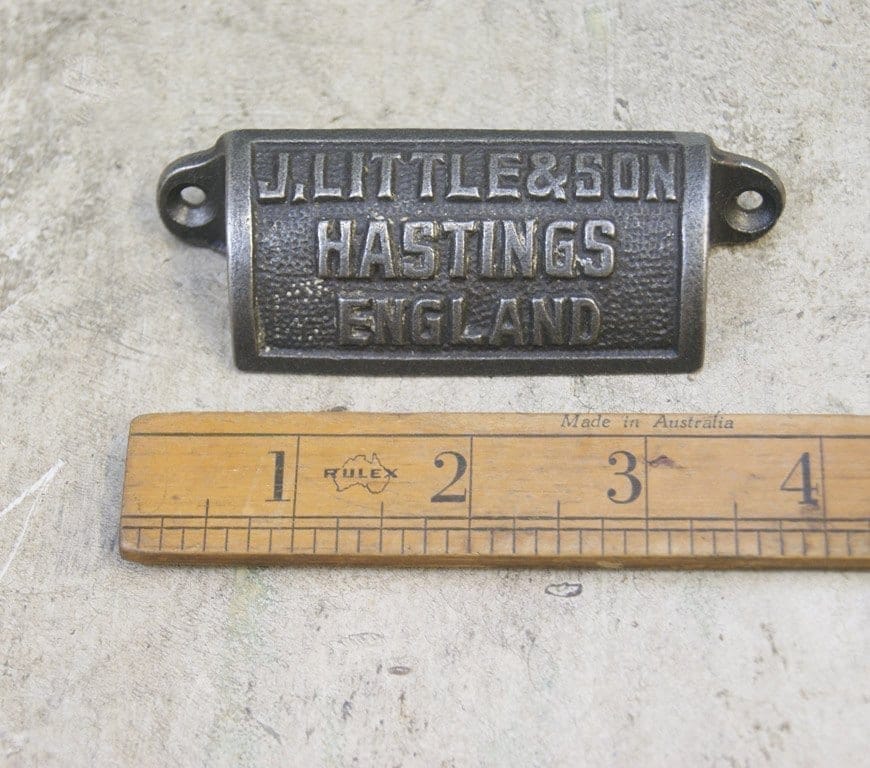 J. LITTLE & SON
HASTINGS
ENGLAND
Made in Australia
1 RULEX 2 3 4